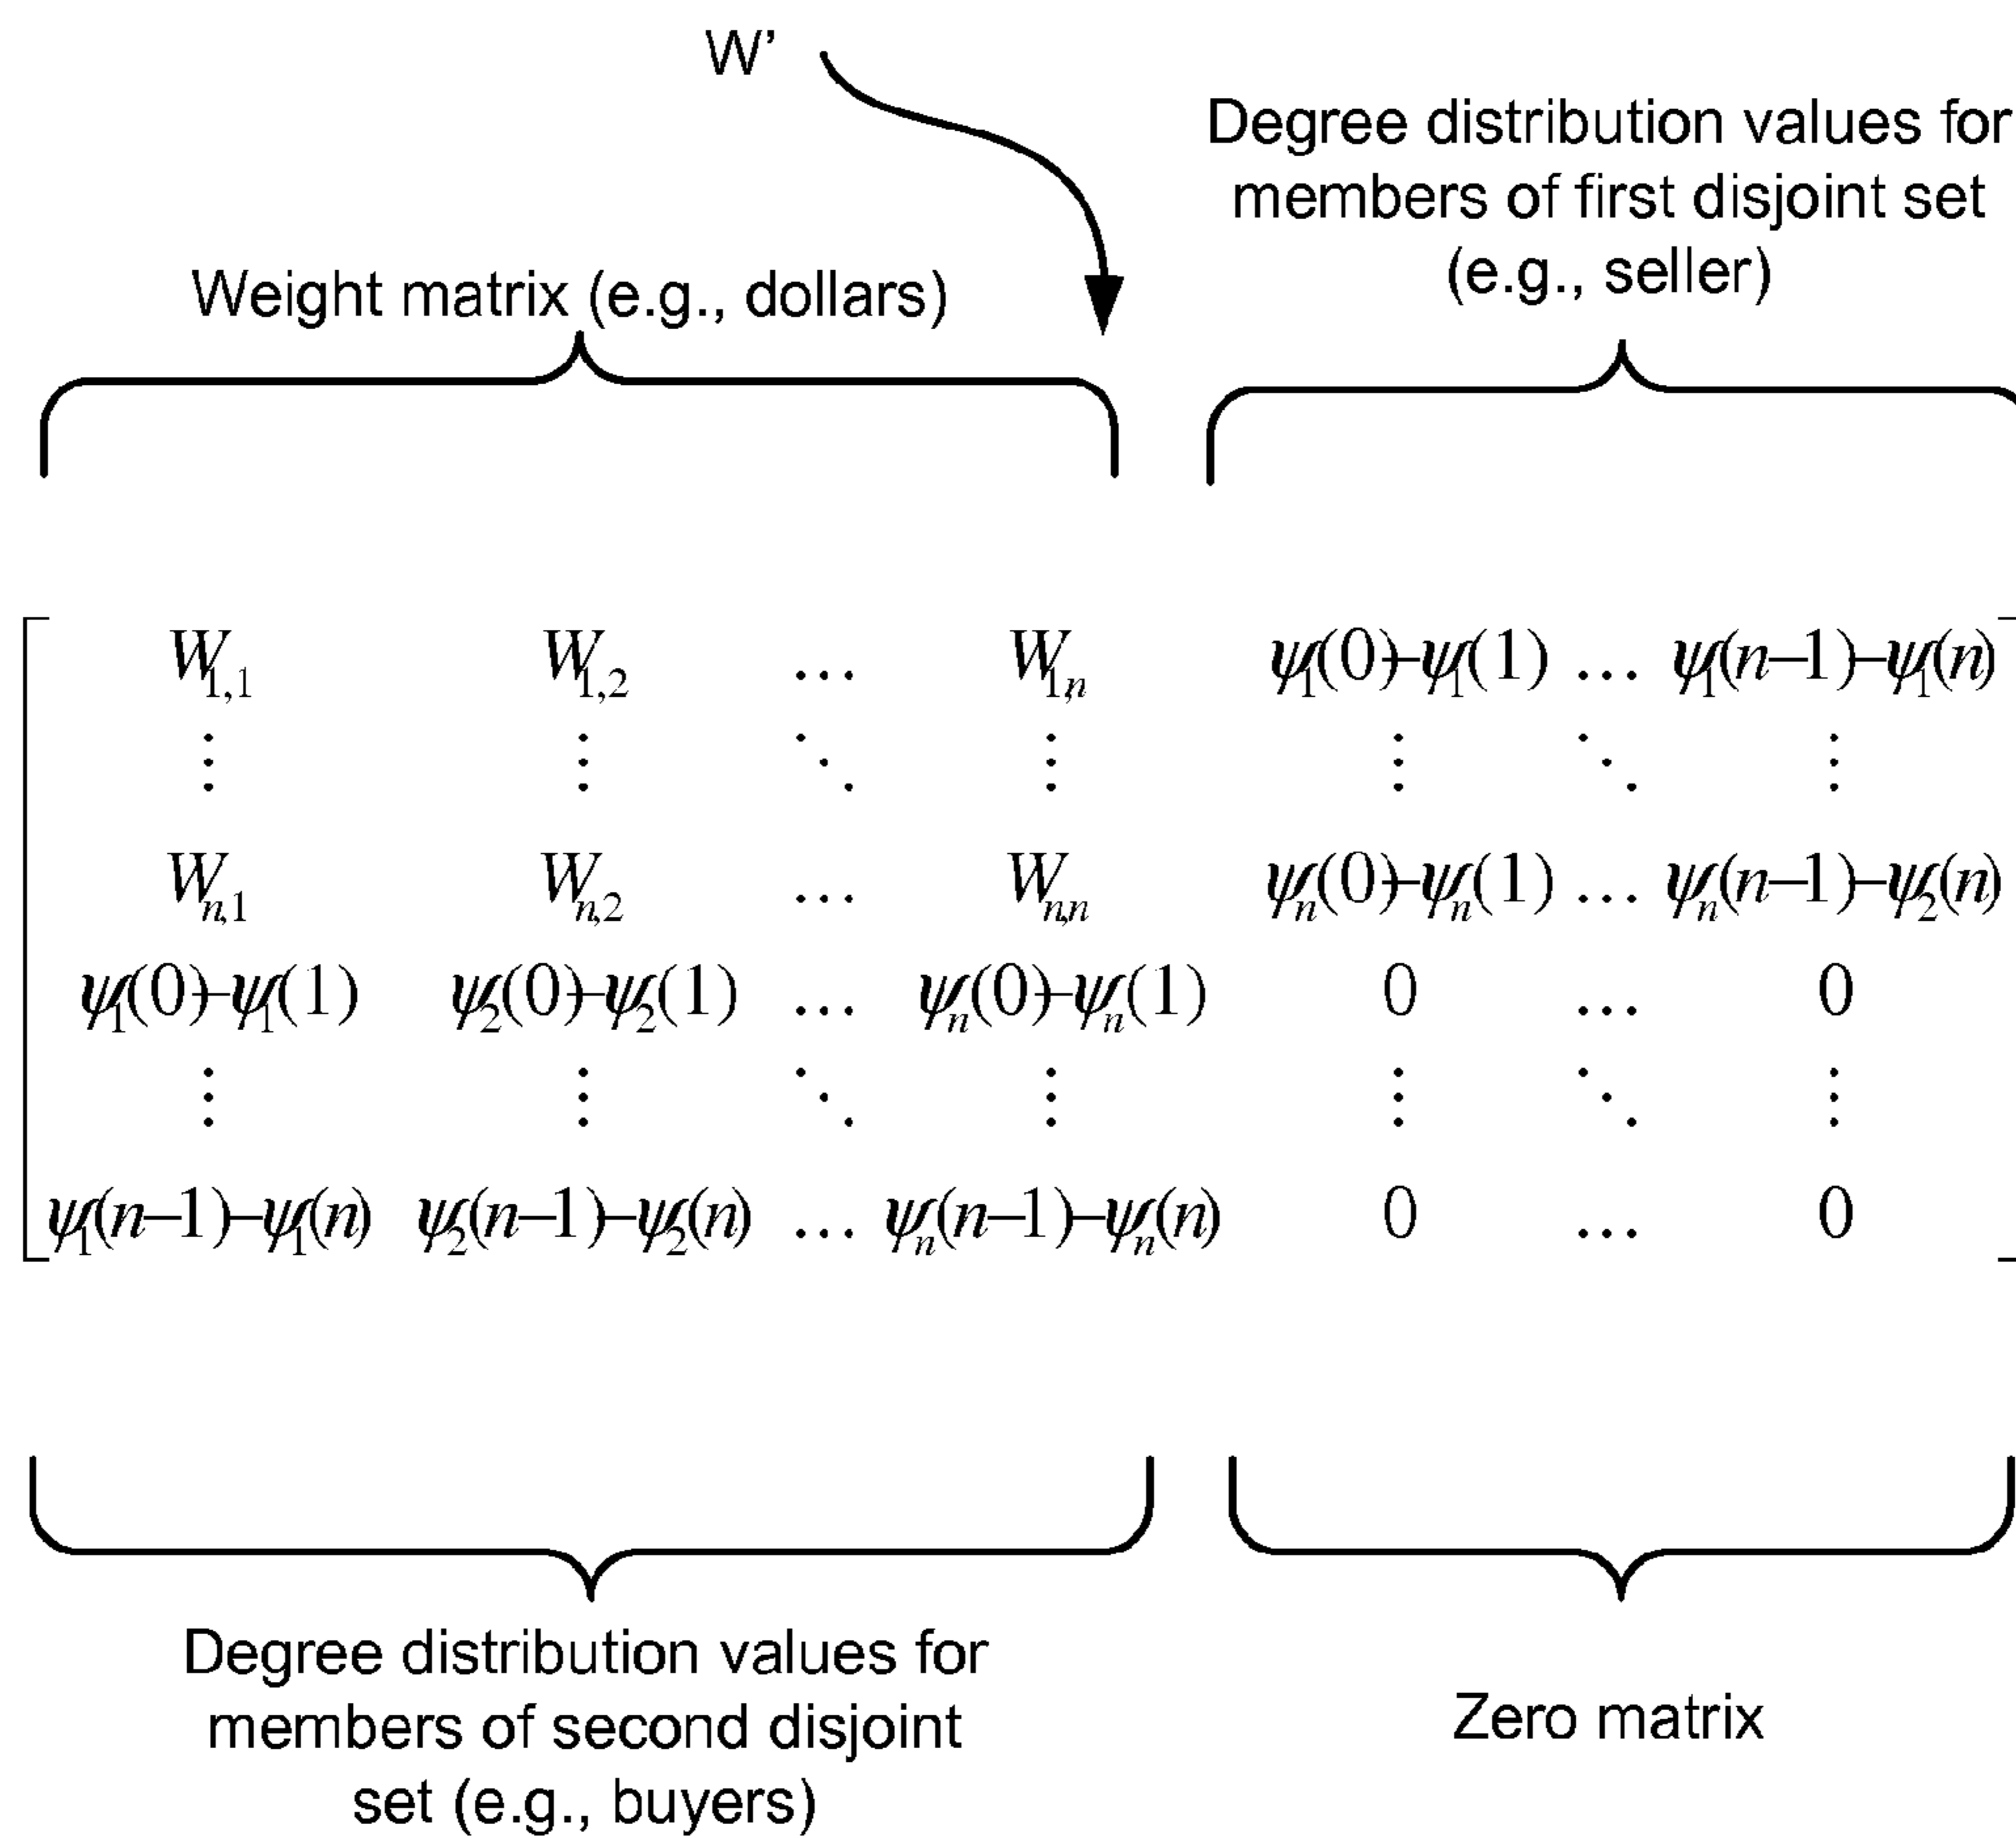 W’
Degree distribution values for
members of first disjoint set
(e.g., seller)
Weight matrix (e.g., dollars)
W1,1 W1,2 ... W1,n ψ1(0)–ψ1(1) ... ψ1(n–1)–ψ1(n)
⋮ ⋮ ⋱ ⋮ ⋮ ⋱ ⋮
Wn,1 Wn,2 ... Wn,n ψn(0)–ψn(1) ... ψn(n–1)–ψ2(n)
ψ1(0)–ψ1(1) ψ2(0)–ψ2(1) ... ψn(0)–ψn(1) 0 ... 0
⋮ ⋮ ⋱ ⋮ ⋮ ⋱ ⋮
ψ1(n–1)–ψ1(n) ψ2(n–1)–ψ2(n) ... ψn(n–1)–ψn(n) 0 ... 0
Degree distribution values for
members of second disjoint
set (e.g., buyers)
Zero matrix